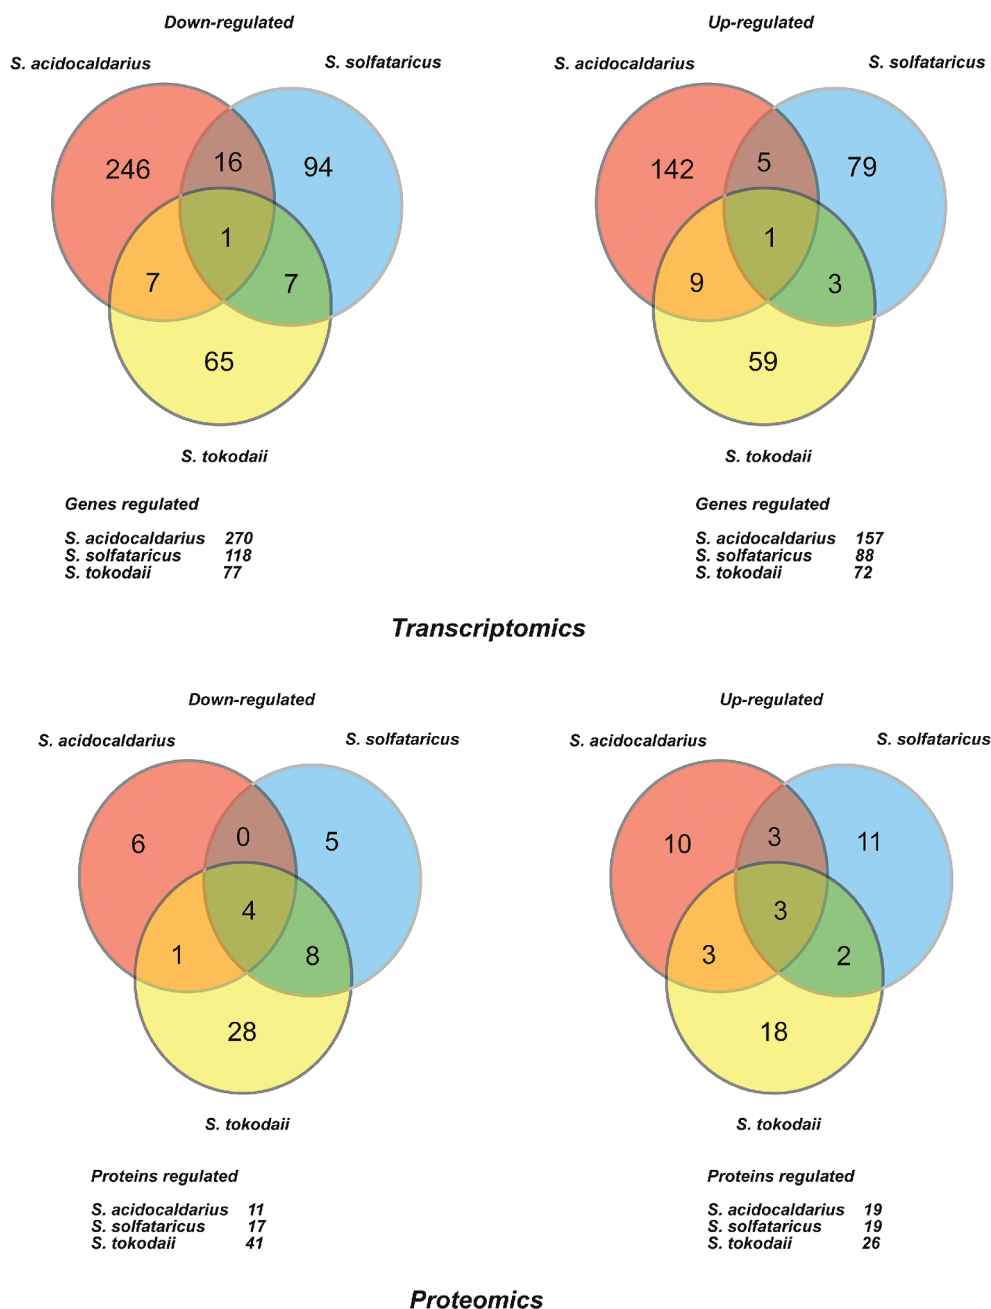 Down-regulated
Up-regulated
S. acidocaldarius
S. solfataricus
S. acidocaldarius
S. solfataricus
246
16
94
1
7
7
65
142
5
79
1
9
3
59
S. tokodaii
S. tokodaii
Genes regulated
S. acidocaldarius 270
S. solfataricus 118
S. tokodaii 77
Genes regulated
S. acidocaldarius 157
S. solfataricus 88
S. tokodaii 72
Transcriptomics
Down-regulated
Up-regulated
S. acidocaldarius
S. solfataricus
S. acidocaldarius
S. solfataricus
6
0
5
4
1
8
28
10
3
11
3
3
2
18
S. tokodaii
S. tokodaii
Proteins regulated
S. acidocaldarius 11
S. solfataricus 17
S. tokodaii 41
Proteins regulated
S. acidocaldarius 19
S. solfataricus 19
S. tokodaii 26
Proteomics